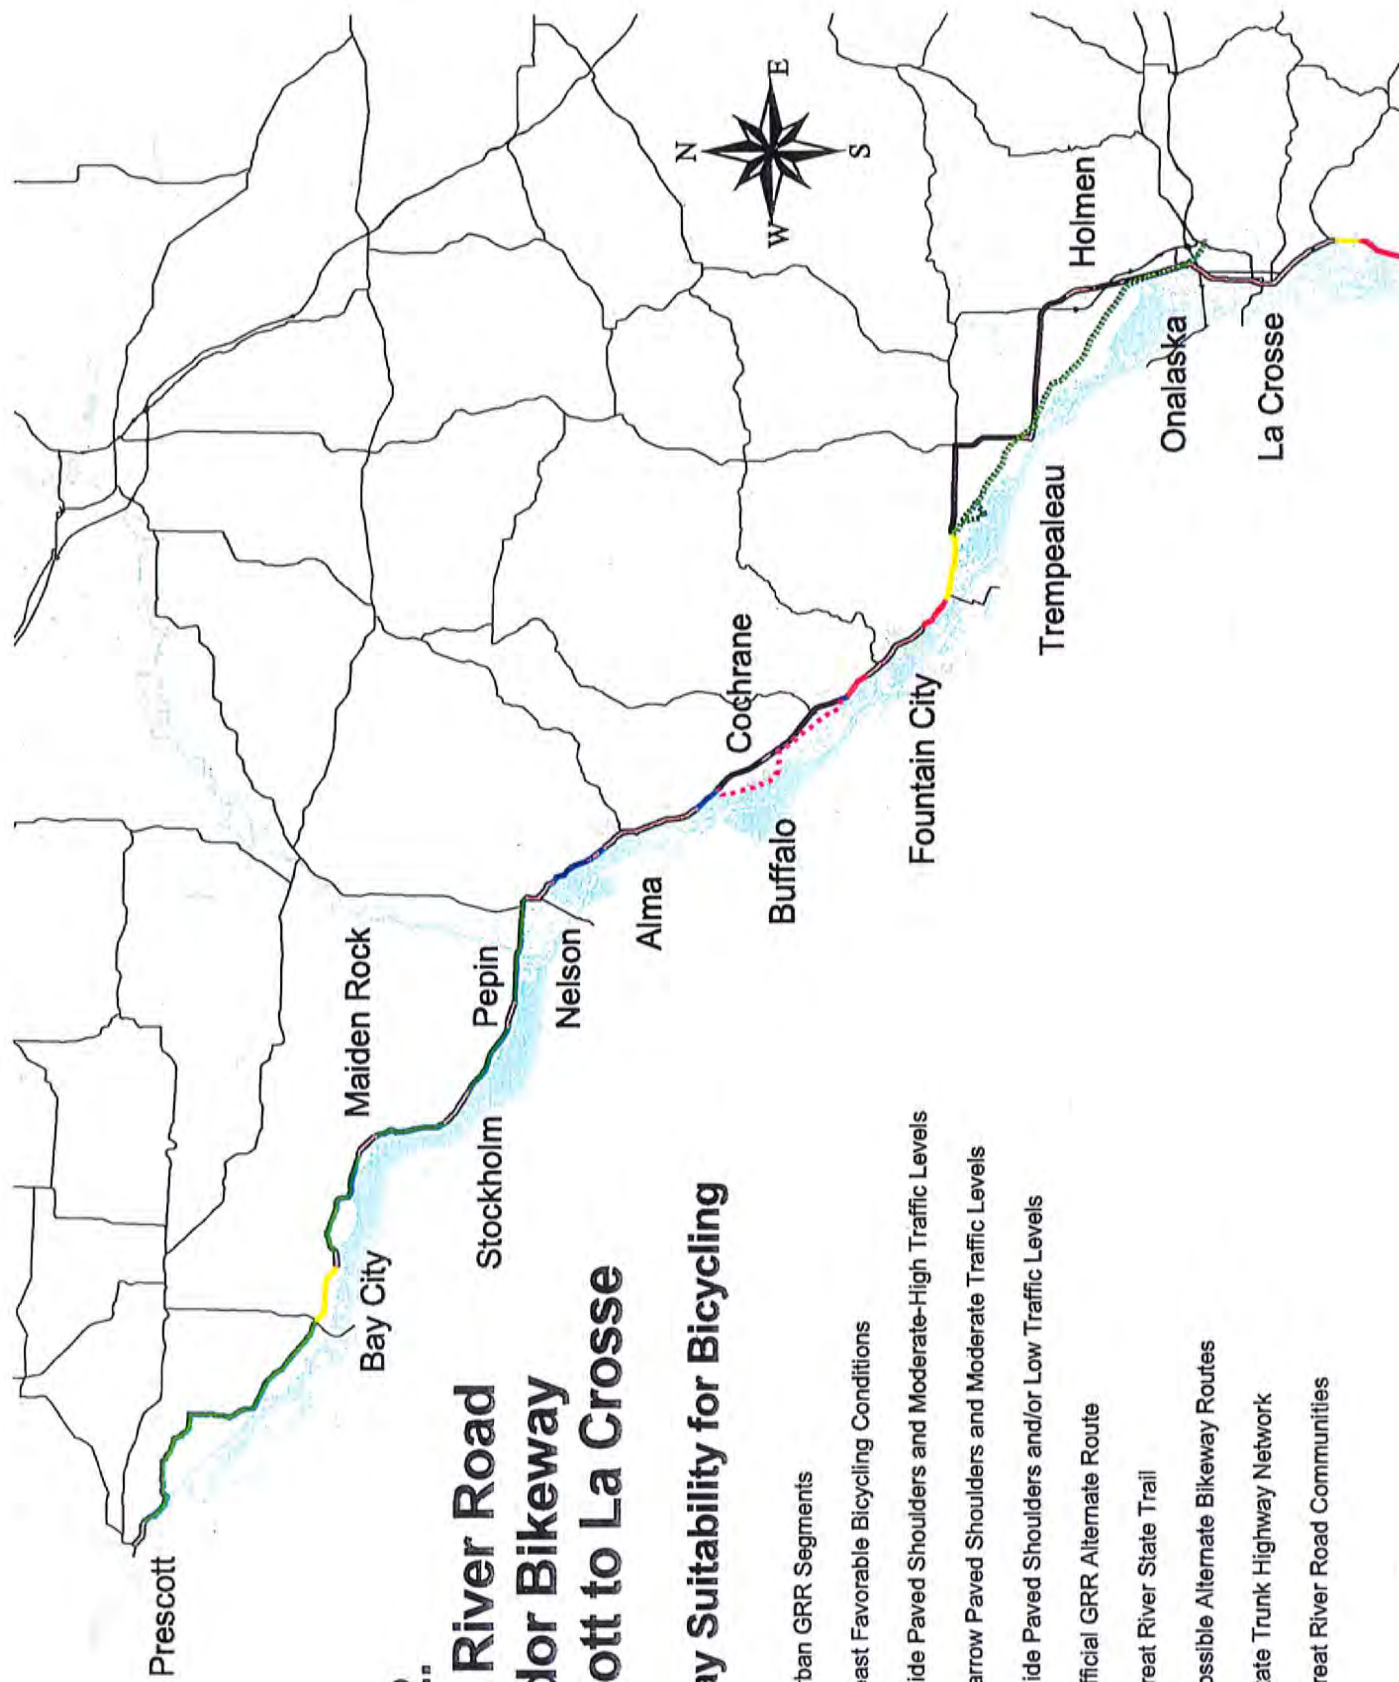 River Road
dor Bikeway
ott to La Crosse
ay Suitability for Bicycling
ban GRR Segments
east Favorable Bicycling Conditions
ide Paved Shoulders and Moderate-High Traffic Levels
arrow Paved Shoulders and Moderate Traffic Levels
ide Paved Shoulders and/or Low Traffic Levels
fficial GRR Alternate Route
reat River State Trail
ossible Alternate Bikeway Routes
ate Trunk Highway Network
reat River Road Communities
Prescott
Bay City
Maiden Rock
Stockholm
Pepin
Nelson
Alma
Buffalo
Cochrane
Fountain City
Trempealeau
Holmen
Onalaska
La Crosse
N
E
S
W